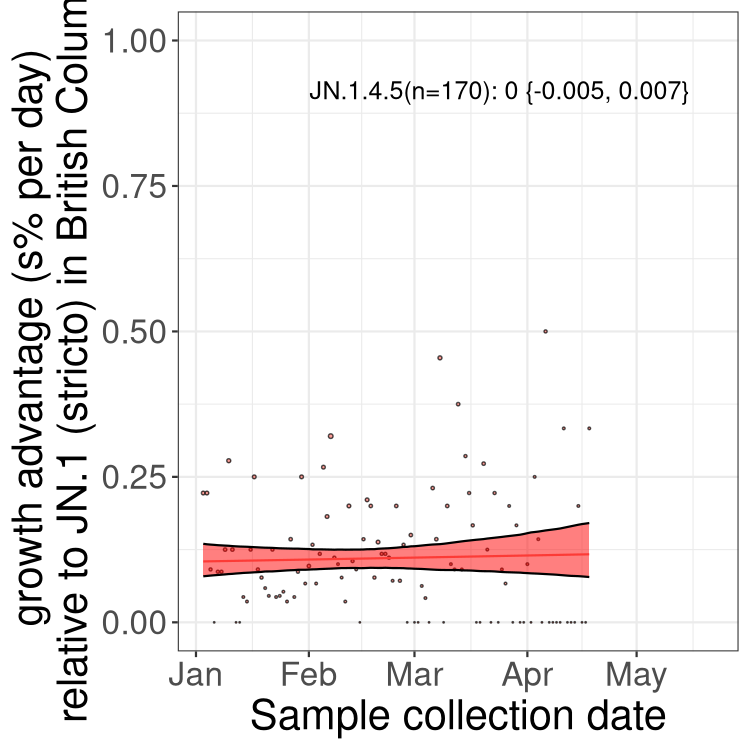 growth advantage (s% per day)
relative to JN.1 (stricto) in British Colum
1.00
0.75
0.50
0.25
0.00
JN.1.4.5(n=170): 0 {-0.005, 0.007}
Jan Feb Mar Apr May
Sample collection date